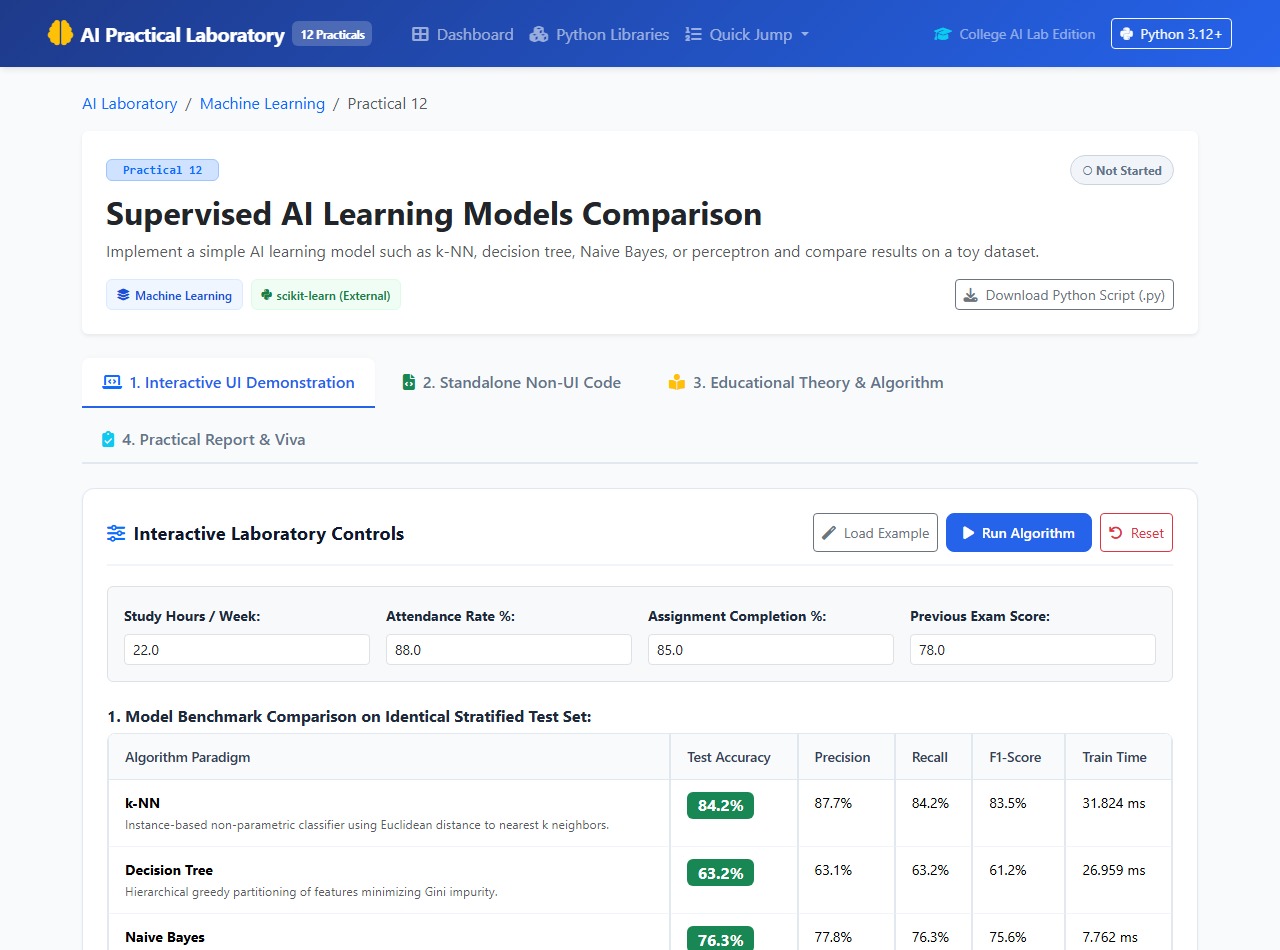 AI Practical Laboratory 12 Practicals Dashboard Python Libraries Quick Jump College AI Lab Edition Python 3.12+
AI Laboratory / Machine Learning / Practical 12
Practical 12 Not Started
Supervised AI Learning Models Comparison
Implement a simple AI learning model such as k-NN, decision tree, Naive Bayes, or perceptron and compare results on a toy dataset.
Machine Learning scikit-learn (External) Download Python Script (.py)
1. Interactive UI Demonstration 2. Standalone Non-UI Code 3. Educational Theory & Algorithm
4. Practical Report & Viva
Interactive Laboratory Controls Load Example Run Algorithm Reset
Study Hours / Week: Attendance Rate %: Assignment Completion %: Previous Exam Score:
22.0 88.0 85.0 78.0
1. Model Benchmark Comparison on Identical Stratified Test Set:
Algorithm Paradigm Test Accuracy Precision Recall F1-Score Train Time
k-NN 84.2% 87.7% 84.2% 83.5% 31.824 ms
Instance-based non-parametric classifier using Euclidean distance to nearest k neighbors.
Decision Tree 63.2% 63.1% 63.2% 61.2% 26.959 ms
Hierarchical greedy partitioning of features minimizing Gini impurity.
Naive Bayes 76.3% 77.8% 76.3% 75.6% 7.762 ms